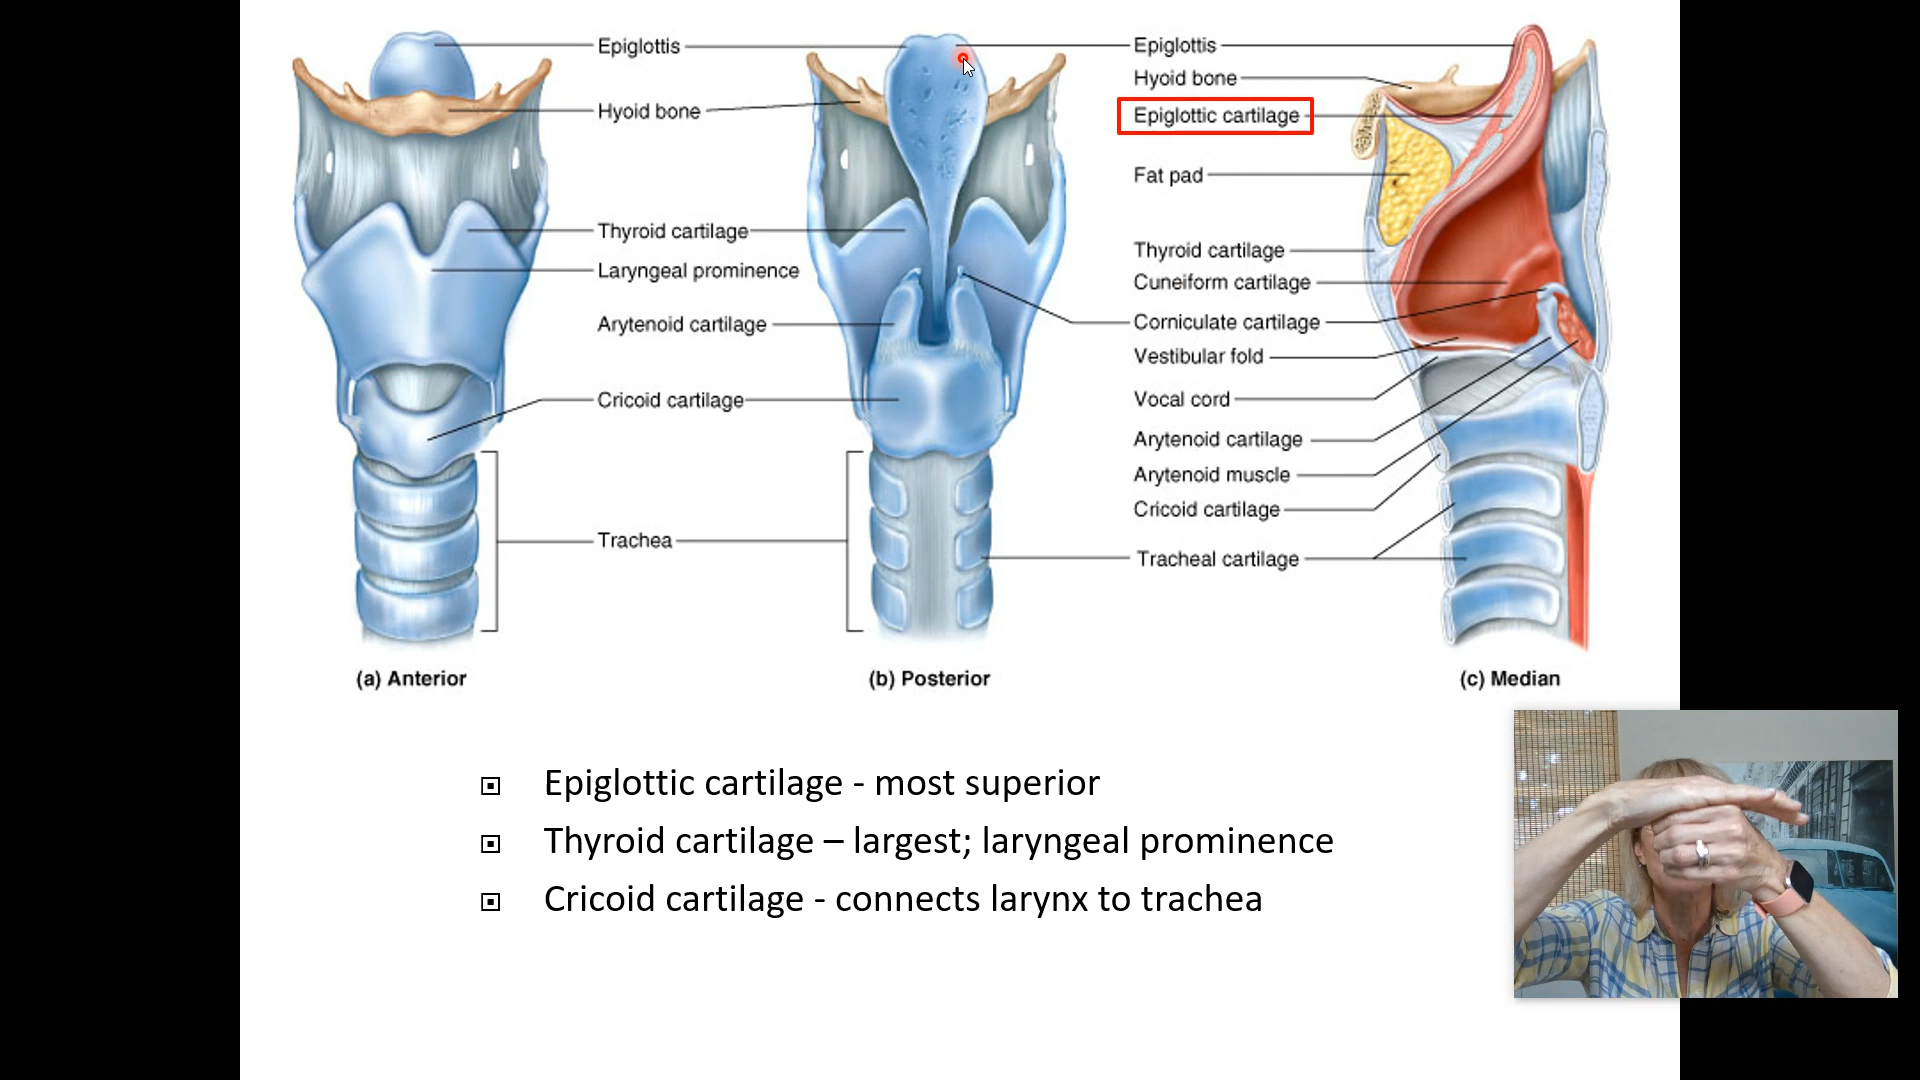 Epiglottis
Hyoid bone
Thyroid cartilage
Laryngeal prominence
Arytenoid cartilage
Cricoid cartilage
Trachea
Epiglottis
Hyoid bone
Epiglottic cartilage
Fat pad
Thyroid cartilage
Cuneiform cartilage
Corniculate cartilage
Vestibular fold
Vocal cord
Arytenoid cartilage
Arytenoid muscle
Cricoid cartilage
Tracheal cartilage
(a) Anterior
(b) Posterior
(c) Median
Epiglottic cartilage - most superior
Thyroid cartilage – largest; laryngeal prominence
Cricoid cartilage - connects larynx to trachea